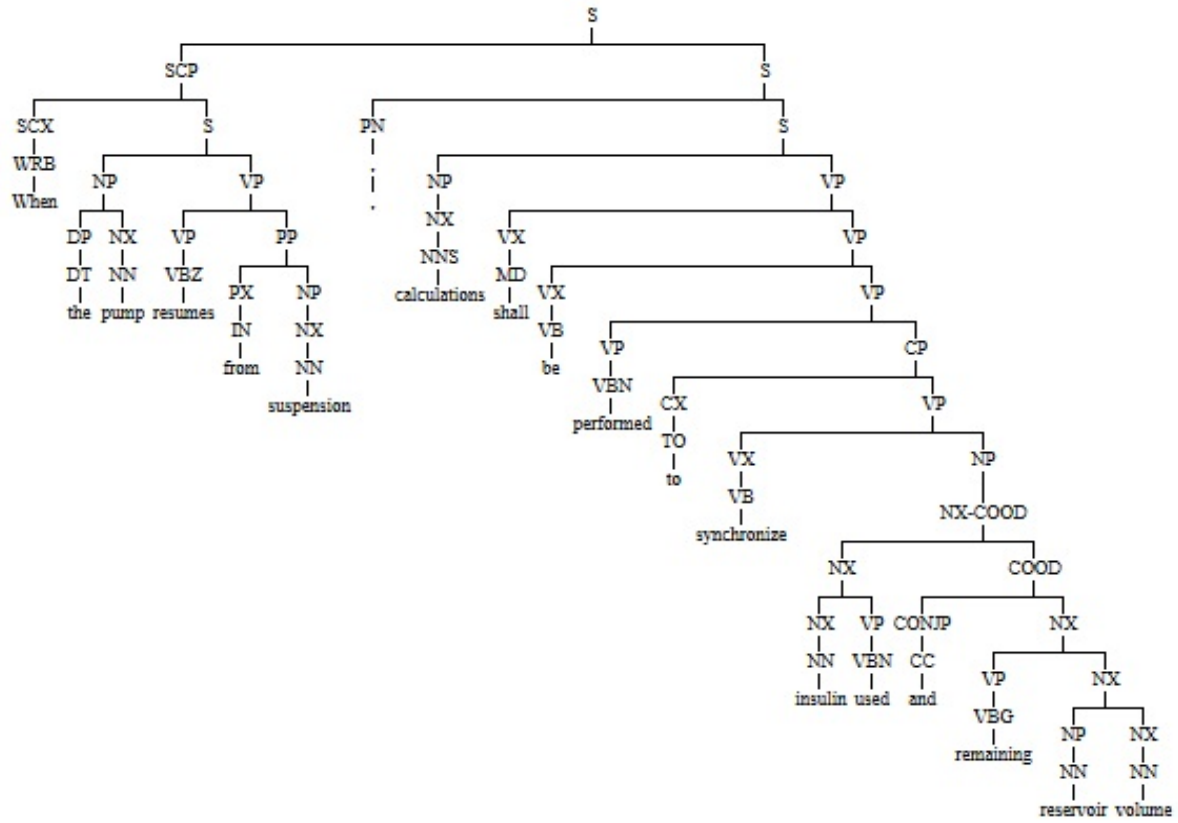 S
SCP S
SCX S PN S
WRB NP VP , NP VP
When DP NX VP PP , NX VX VP
DT NN VBZ PX NP NNS MD VX VP
the pump resumes IN NX calculations shall VB VP CP
from NN be VBN CX VP
suspension performed TO VX NP
to VB NX-COOD
synchronize NX COOD
NX VP CONJP NX
NN VBN CC VP NX
insulin used and VBG NP NX
remaining NN NN
reservoir volume